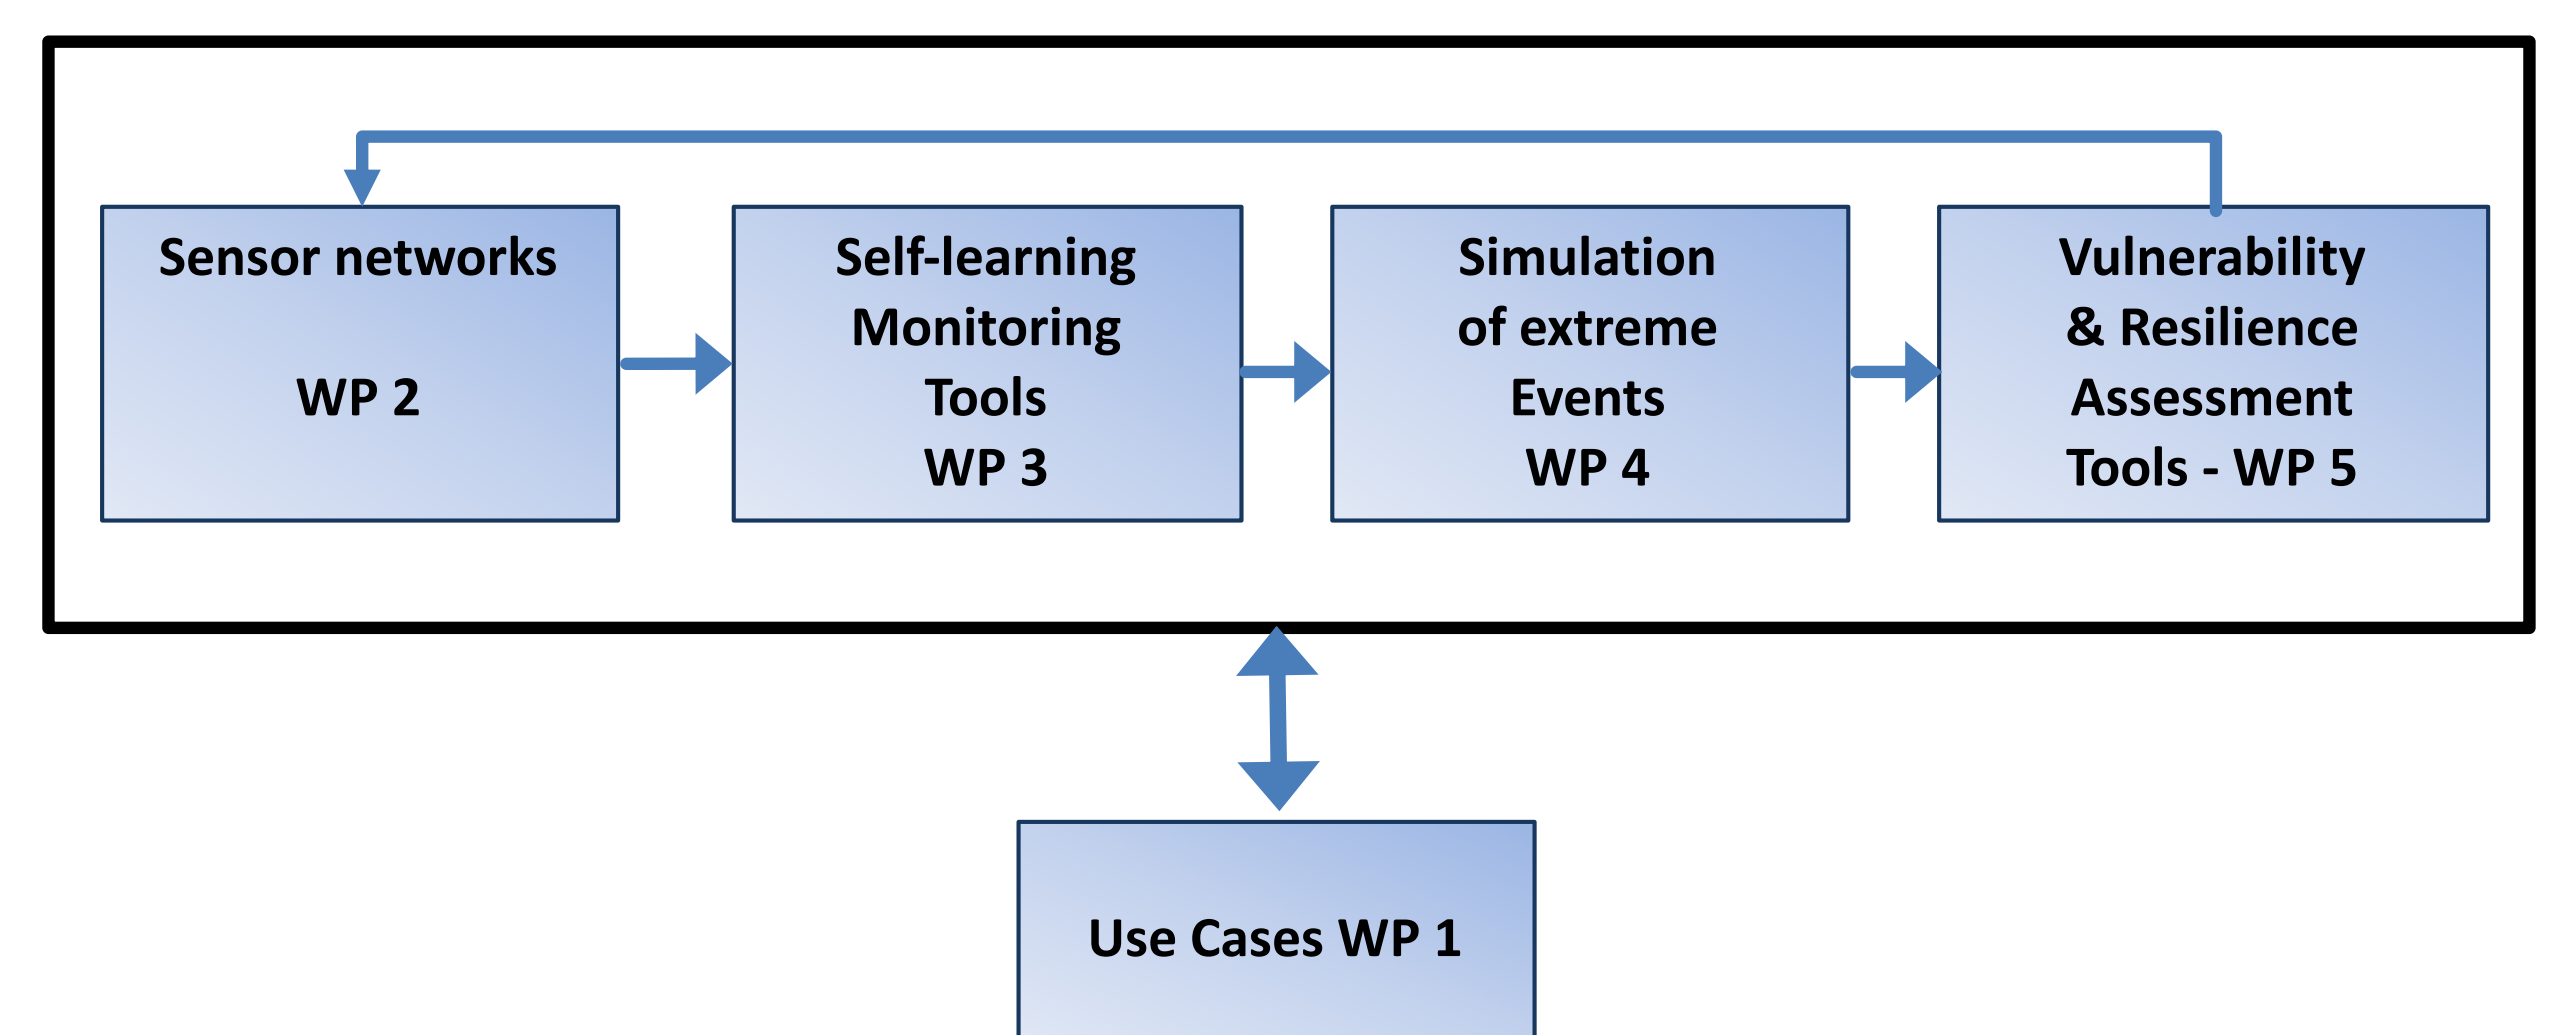 Sensor networks
WP 2
Self-learning
Monitoring
Tools
WP 3
Simulation
of extreme
Events
WP 4
Vulnerability
& Resilience
Assessment
Tools - WP 5
Use Cases WP 1